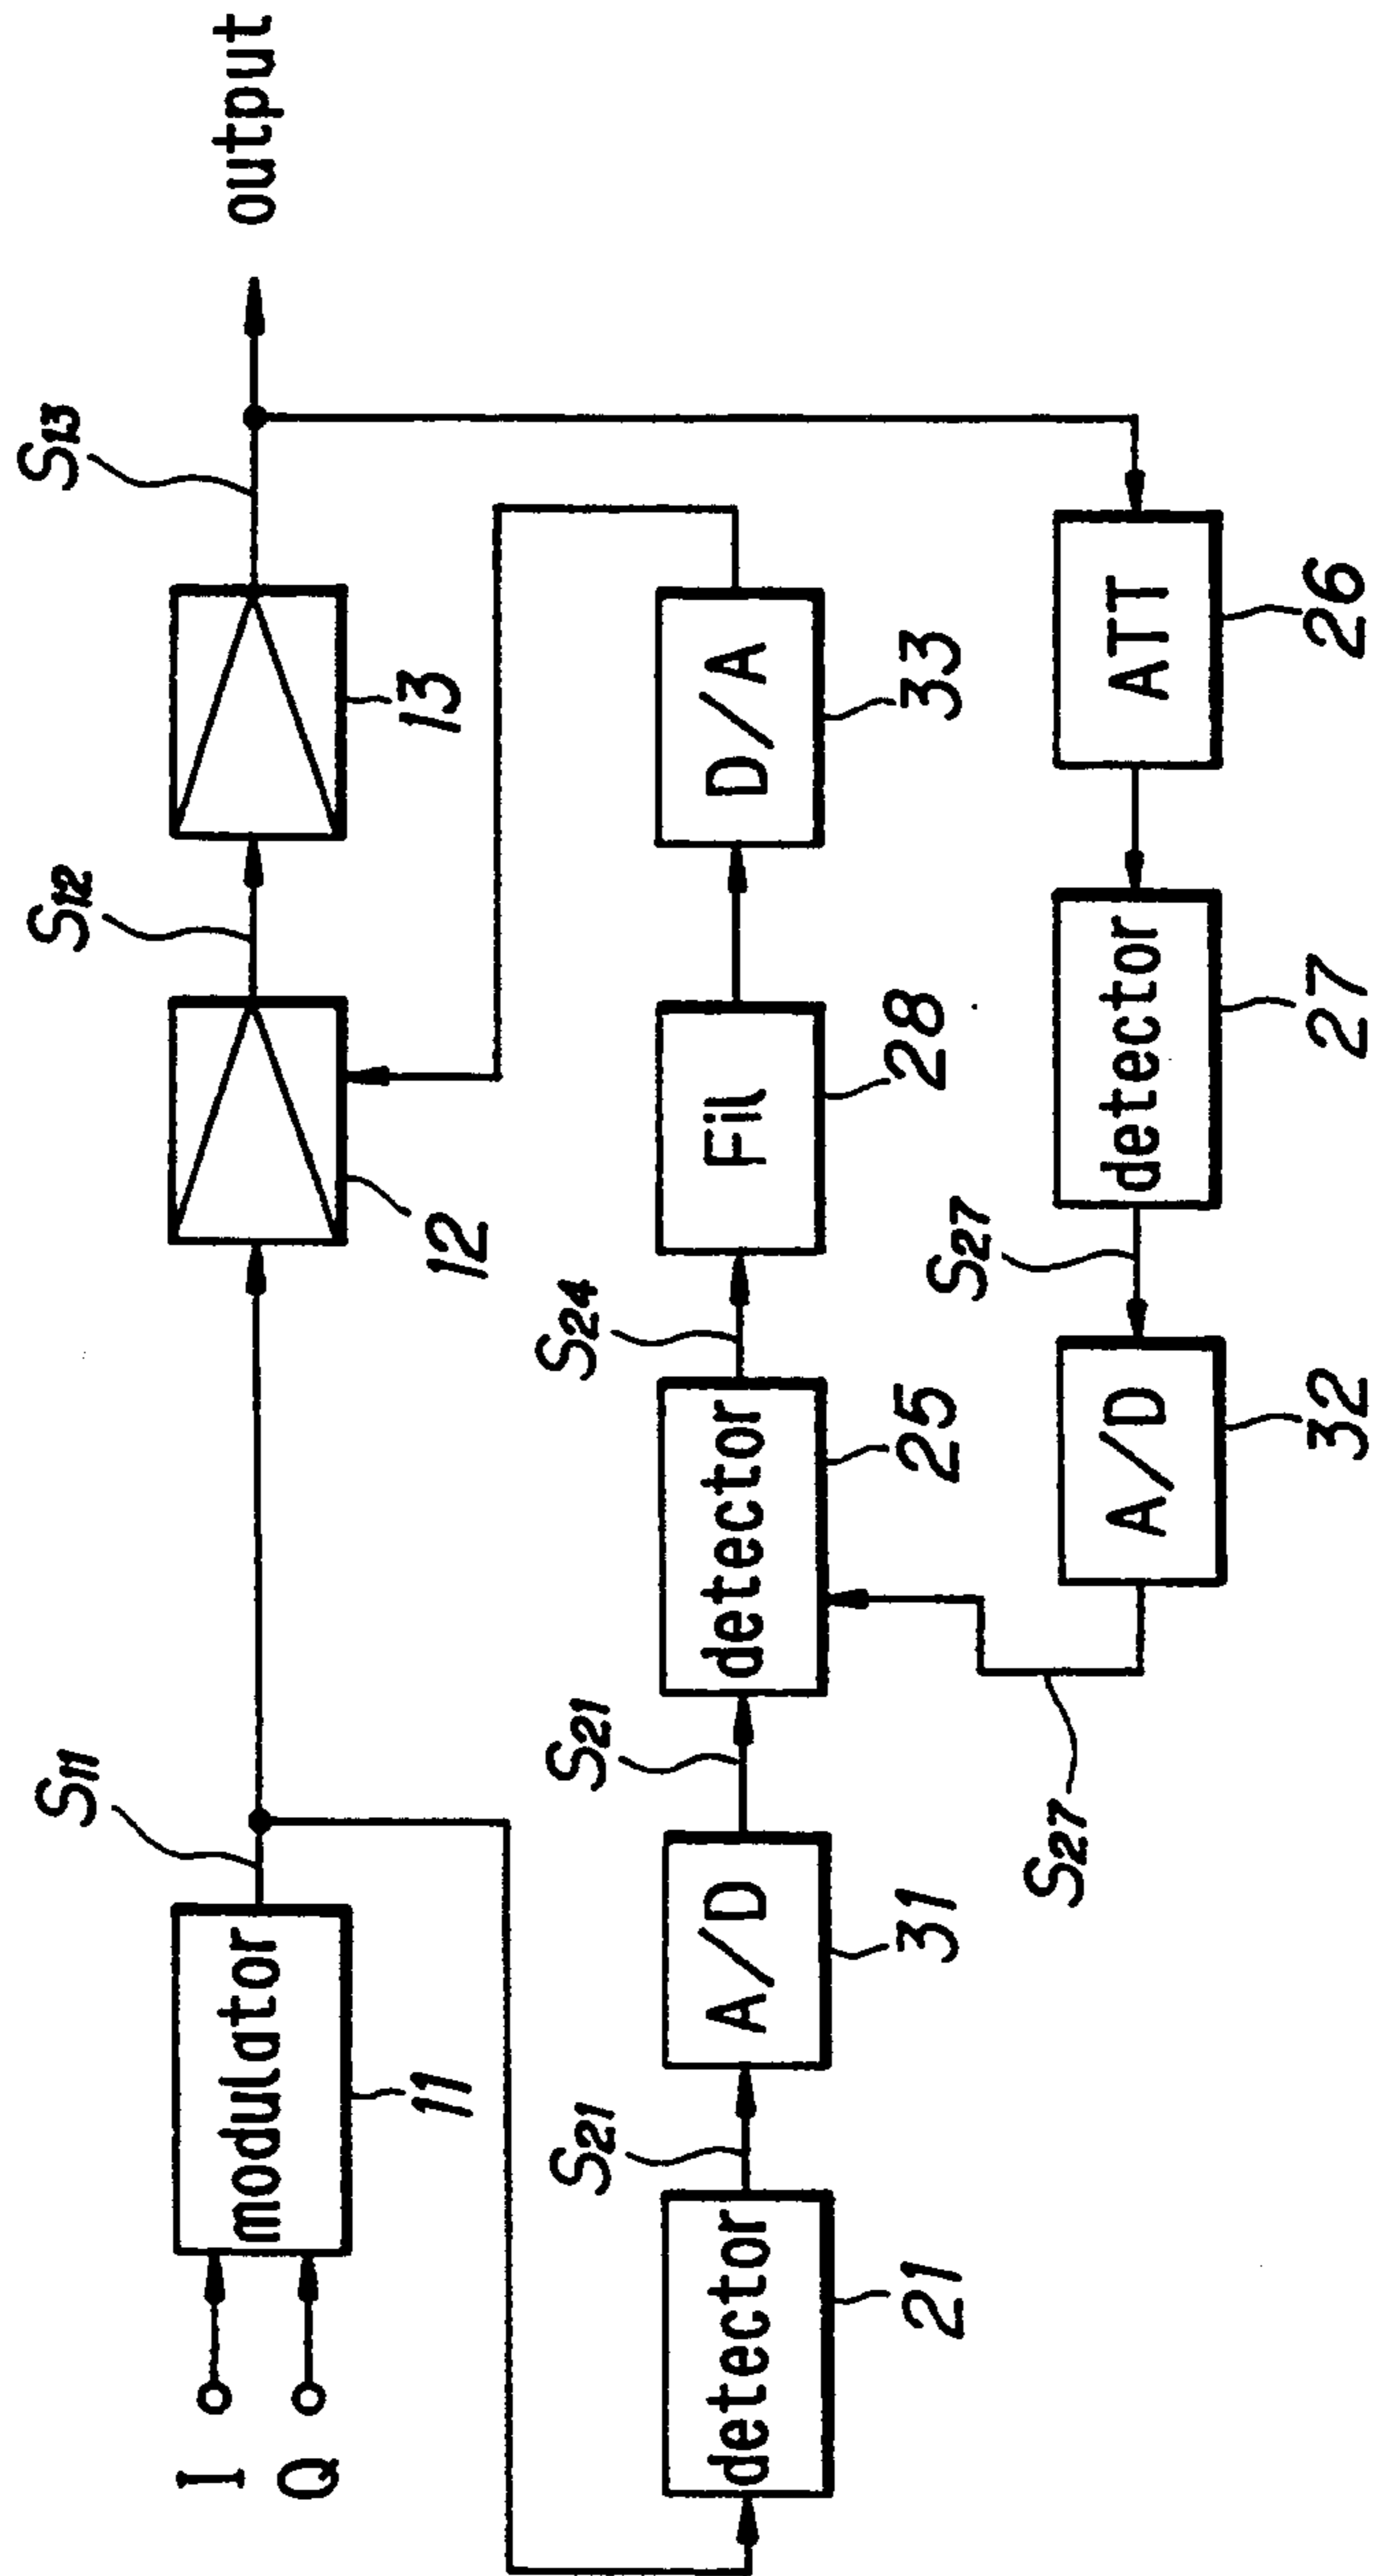 I
Q
modulator
11
S11
12
S12
13
S13
output
detector
21
S21
A/D
31
S21
detector
25
S24
Fil
28
D/A
33
S27
A/D
32
S27
detector
27
ATT
26